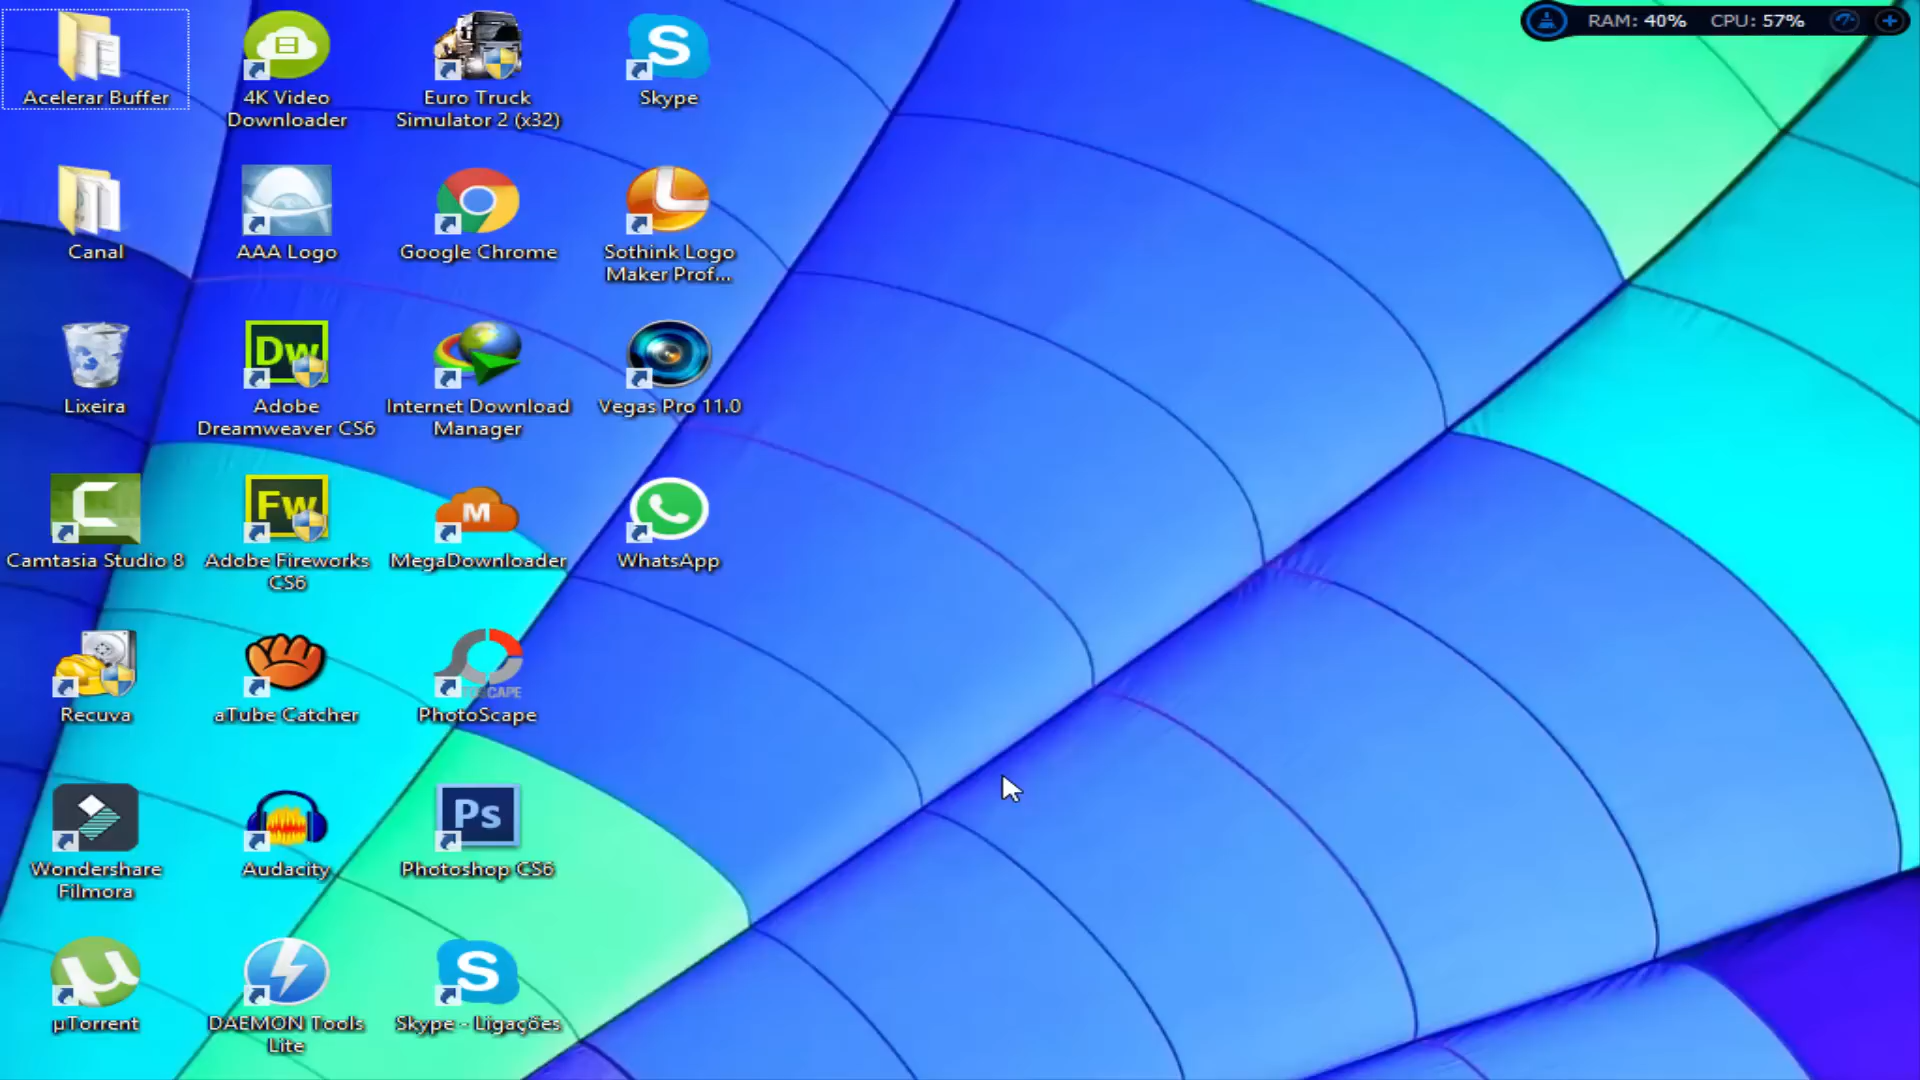 RAM: 40% CPU: 57%
Acelerar Buffer
4K Video
Downloader
Euro Truck
Simulator 2 (x32)
S
Skype
Canal
AAA Logo
Google Chrome
L
Sothink Logo
Maker Prof...
Lixeira
Dw
Adobe
Dreamweaver CS6
Internet Download
Manager
Vegas Pro 11.0
C
Camtasia Studio 8
Fw
Adobe Fireworks
CS6
M
MegaDownloader
WhatsApp
Recuva
aTube Catcher
PhotoScape
Wondershare
Filmora
Audacity
Ps
Photoshop CS6
µ
µTorrent
DAEMON Tools
Lite
S
Skype - Ligações